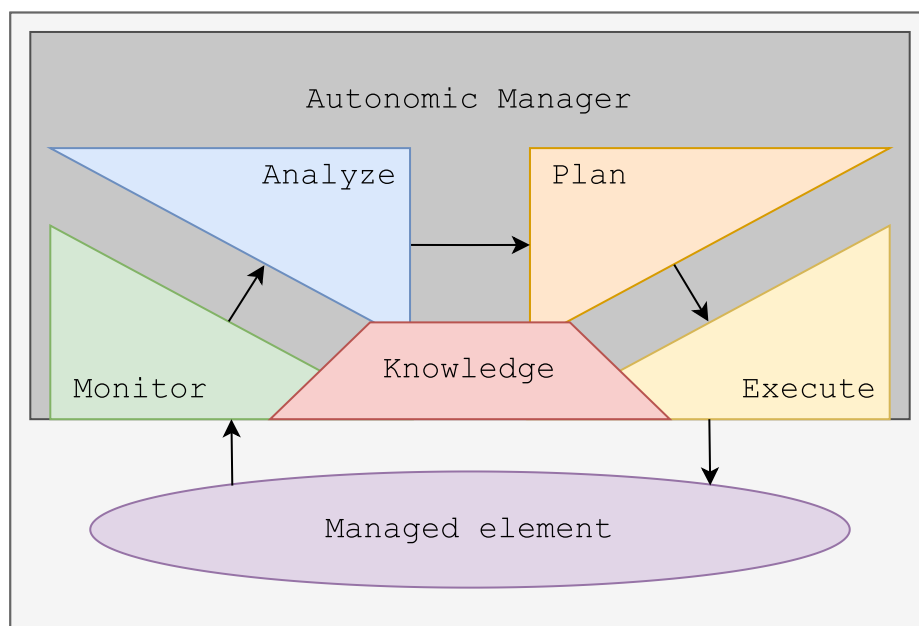 Autonomic Manager
Analyze
Plan
Monitor
Knowledge
Execute
Managed element